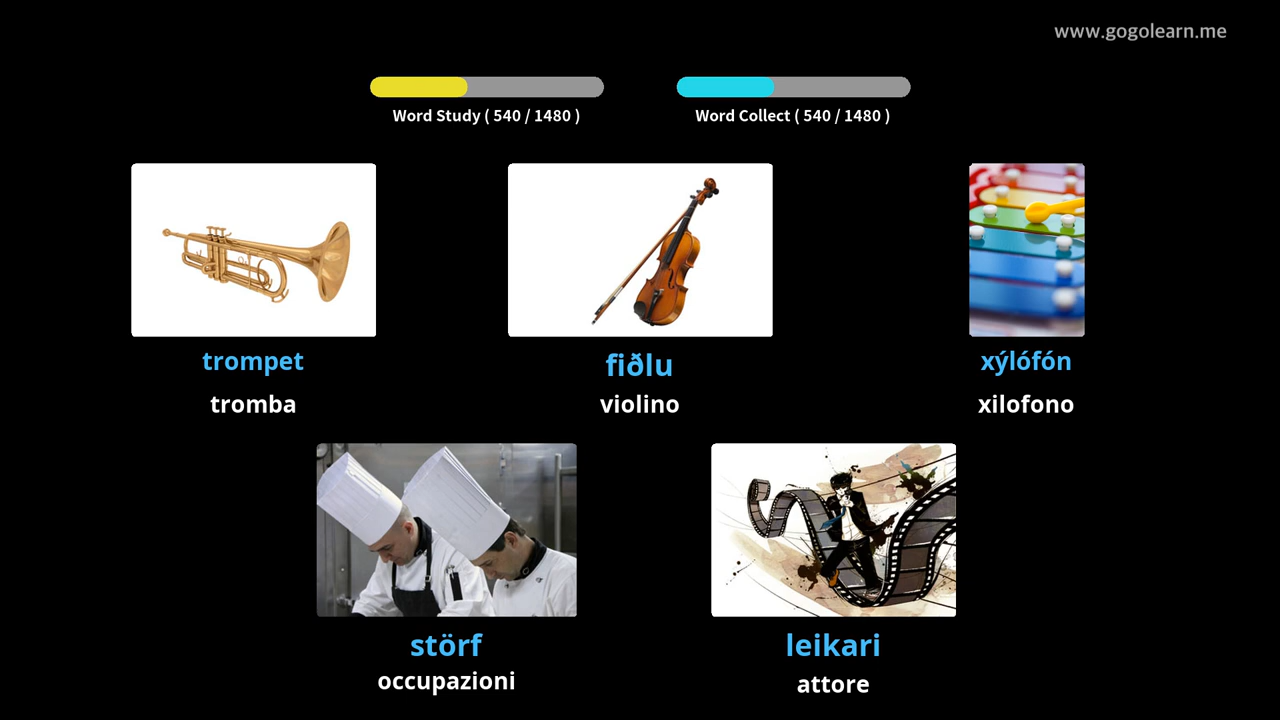 www.gogolearn.me
Word Study ( 540 / 1480 )
Word Collect ( 540 / 1480 )
trompet
fiðlu
xýlófón
tromba
violino
xilofono
störf
leikari
occupazioni
attore